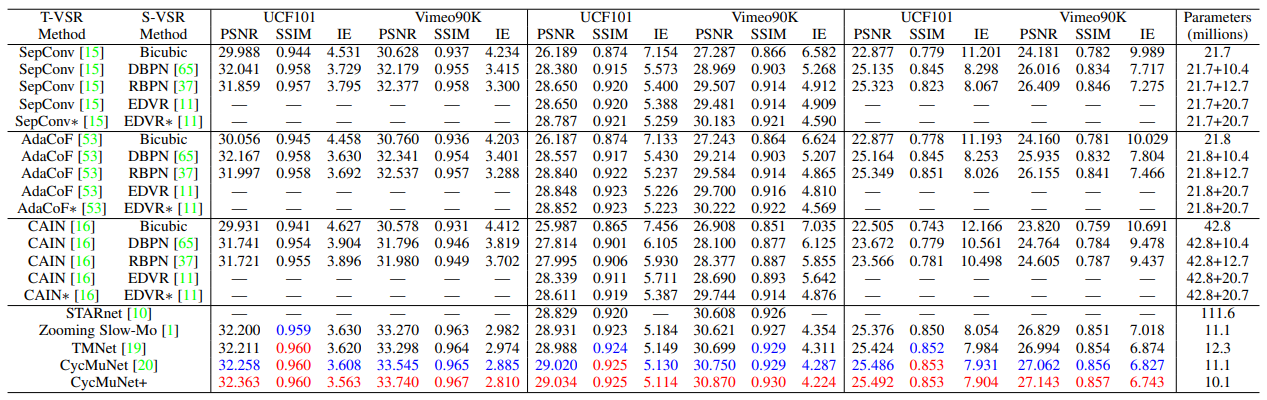 T-VSR S-VSR UCF101 Vimeo90K UCF101 Vimeo90K UCF101 Vimeo90K Parameters
Method Method PSNR SSIM IE PSNR SSIM IE PSNR SSIM IE PSNR SSIM IE PSNR SSIM IE PSNR SSIM IE (millions)
SepConv [15] Bicubic 29.988 0.944 4.531 30.628 0.937 4.234 26.189 0.874 7.154 27.287 0.866 6.582 22.877 0.779 11.201 24.181 0.782 9.989 21.7
SepConv [15] DBPN [65] 32.041 0.958 3.729 32.179 0.955 3.415 28.380 0.915 5.573 28.969 0.903 5.268 25.135 0.845 8.298 26.016 0.834 7.717 21.7+10.4
SepConv [15] RBPN [37] 31.859 0.957 3.795 32.377 0.958 3.300 28.650 0.920 5.400 29.507 0.914 4.912 25.323 0.823 8.067 26.409 0.846 7.275 21.7+12.7
SepConv [15] EDVR [11] — — — — — — 28.650 0.920 5.388 29.481 0.914 4.909 — — — — — — 21.7+20.7
SepConv∗ [15] EDVR∗ [11] — — — — — — 28.787 0.921 5.259 30.183 0.921 4.590 — — — — — — 21.7+20.7
AdaCoF [53] Bicubic 30.056 0.945 4.458 30.760 0.936 4.203 26.187 0.874 7.133 27.243 0.864 6.624 22.877 0.778 11.193 24.160 0.781 10.029 21.8
AdaCoF [53] DBPN [65] 32.167 0.958 3.630 32.341 0.954 3.401 28.557 0.917 5.430 29.214 0.903 5.207 25.164 0.845 8.253 25.935 0.832 7.804 21.8+10.4
AdaCoF [53] RBPN [37] 31.997 0.958 3.692 32.537 0.957 3.288 28.840 0.922 5.237 29.584 0.914 4.865 25.349 0.851 8.026 26.155 0.841 7.466 21.8+12.7
AdaCoF [53] EDVR [11] — — — — — — 28.848 0.923 5.226 29.700 0.916 4.810 — — — — — — 21.8+20.7
AdaCoF∗ [53] EDVR∗ [11] — — — — — — 28.852 0.923 5.223 30.222 0.922 4.569 — — — — — — 21.8+20.7
CAIN [16] Bicubic 29.931 0.941 4.627 30.578 0.931 4.412 25.987 0.865 7.456 26.908 0.851 7.035 22.505 0.743 12.166 23.820 0.759 10.691 42.8
CAIN [16] DBPN [65] 31.741 0.954 3.904 31.796 0.946 3.819 27.814 0.901 6.105 28.100 0.877 6.125 23.672 0.779 10.561 24.764 0.784 9.478 42.8+10.4
CAIN [16] RBPN [37] 31.721 0.955 3.896 31.980 0.949 3.702 27.995 0.906 5.930 28.377 0.887 5.855 23.566 0.781 10.498 24.605 0.787 9.437 42.8+12.7
CAIN [16] EDVR [11] — — — — — — 28.339 0.911 5.711 28.690 0.893 5.642 — — — — — — 42.8+20.7
CAIN∗ [16] EDVR∗ [11] — — — — — — 28.611 0.919 5.387 29.744 0.914 4.876 — — — — — — 42.8+20.7
STARnet [10] — — — — — — 28.829 0.920 — 30.608 0.926 — — — — — — — 111.6
Zooming Slow-Mo [1] 32.200 0.959 3.630 33.270 0.963 2.982 28.931 0.923 5.184 30.621 0.927 4.354 25.376 0.850 8.054 26.829 0.851 7.018 11.1
TMNet [19] 32.211 0.960 3.620 33.298 0.964 2.974 28.988 0.924 5.149 30.699 0.929 4.311 25.424 0.852 7.984 26.994 0.854 6.874 12.3
CycMuNet [20] 32.258 0.960 3.608 33.545 0.965 2.885 29.020 0.925 5.130 30.750 0.929 4.287 25.486 0.853 7.931 27.062 0.856 6.827 11.1
CycMuNet+ 32.363 0.960 3.563 33.740 0.967 2.810 29.034 0.925 5.114 30.870 0.930 4.224 25.492 0.853 7.904 27.143 0.857 6.743 10.1